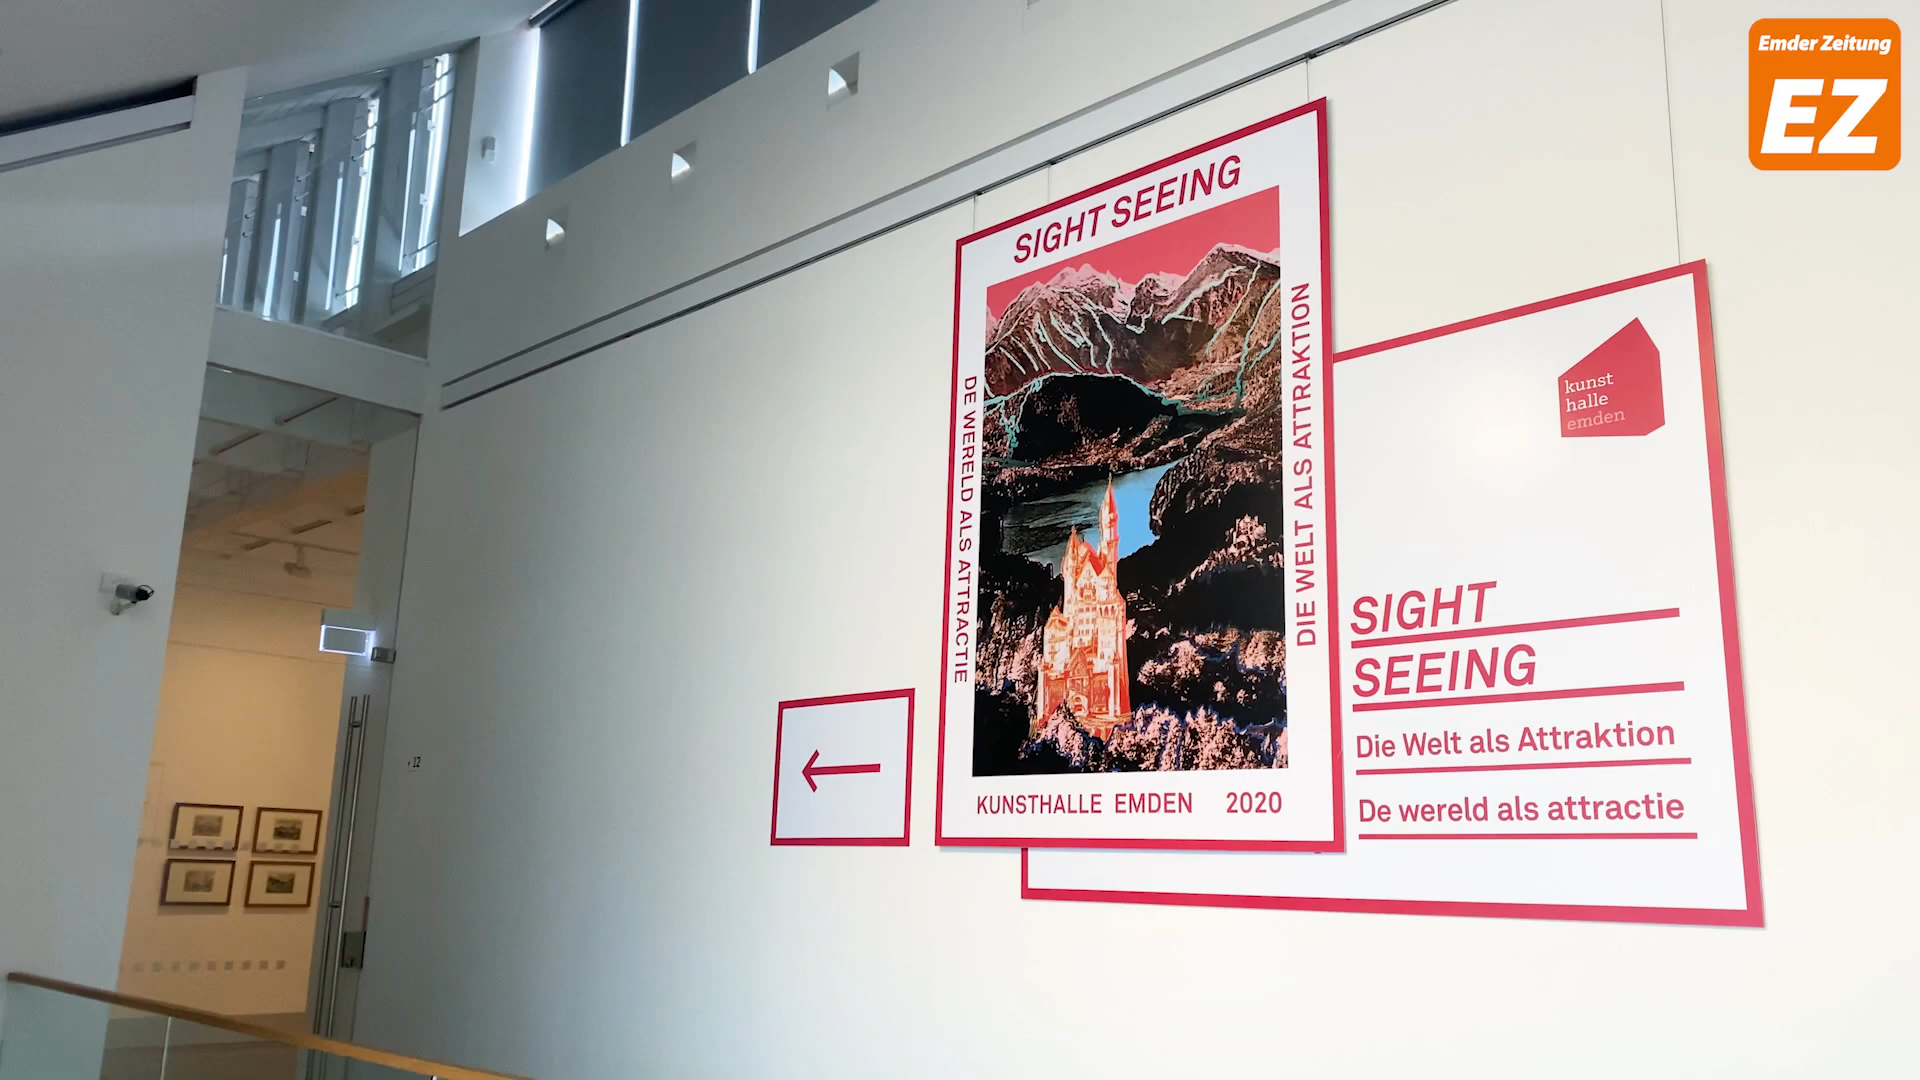 Emder Zeitung
EZ
SIGHT SEEING
DE WERELD ALS ATTRACTIE
DIE WELT ALS ATTRAKTION
KUNSTHALLE EMDEN 2020
kunst
halle
emden
SIGHT
SEEING
Die Welt als Attraktion
De wereld als attractie
12